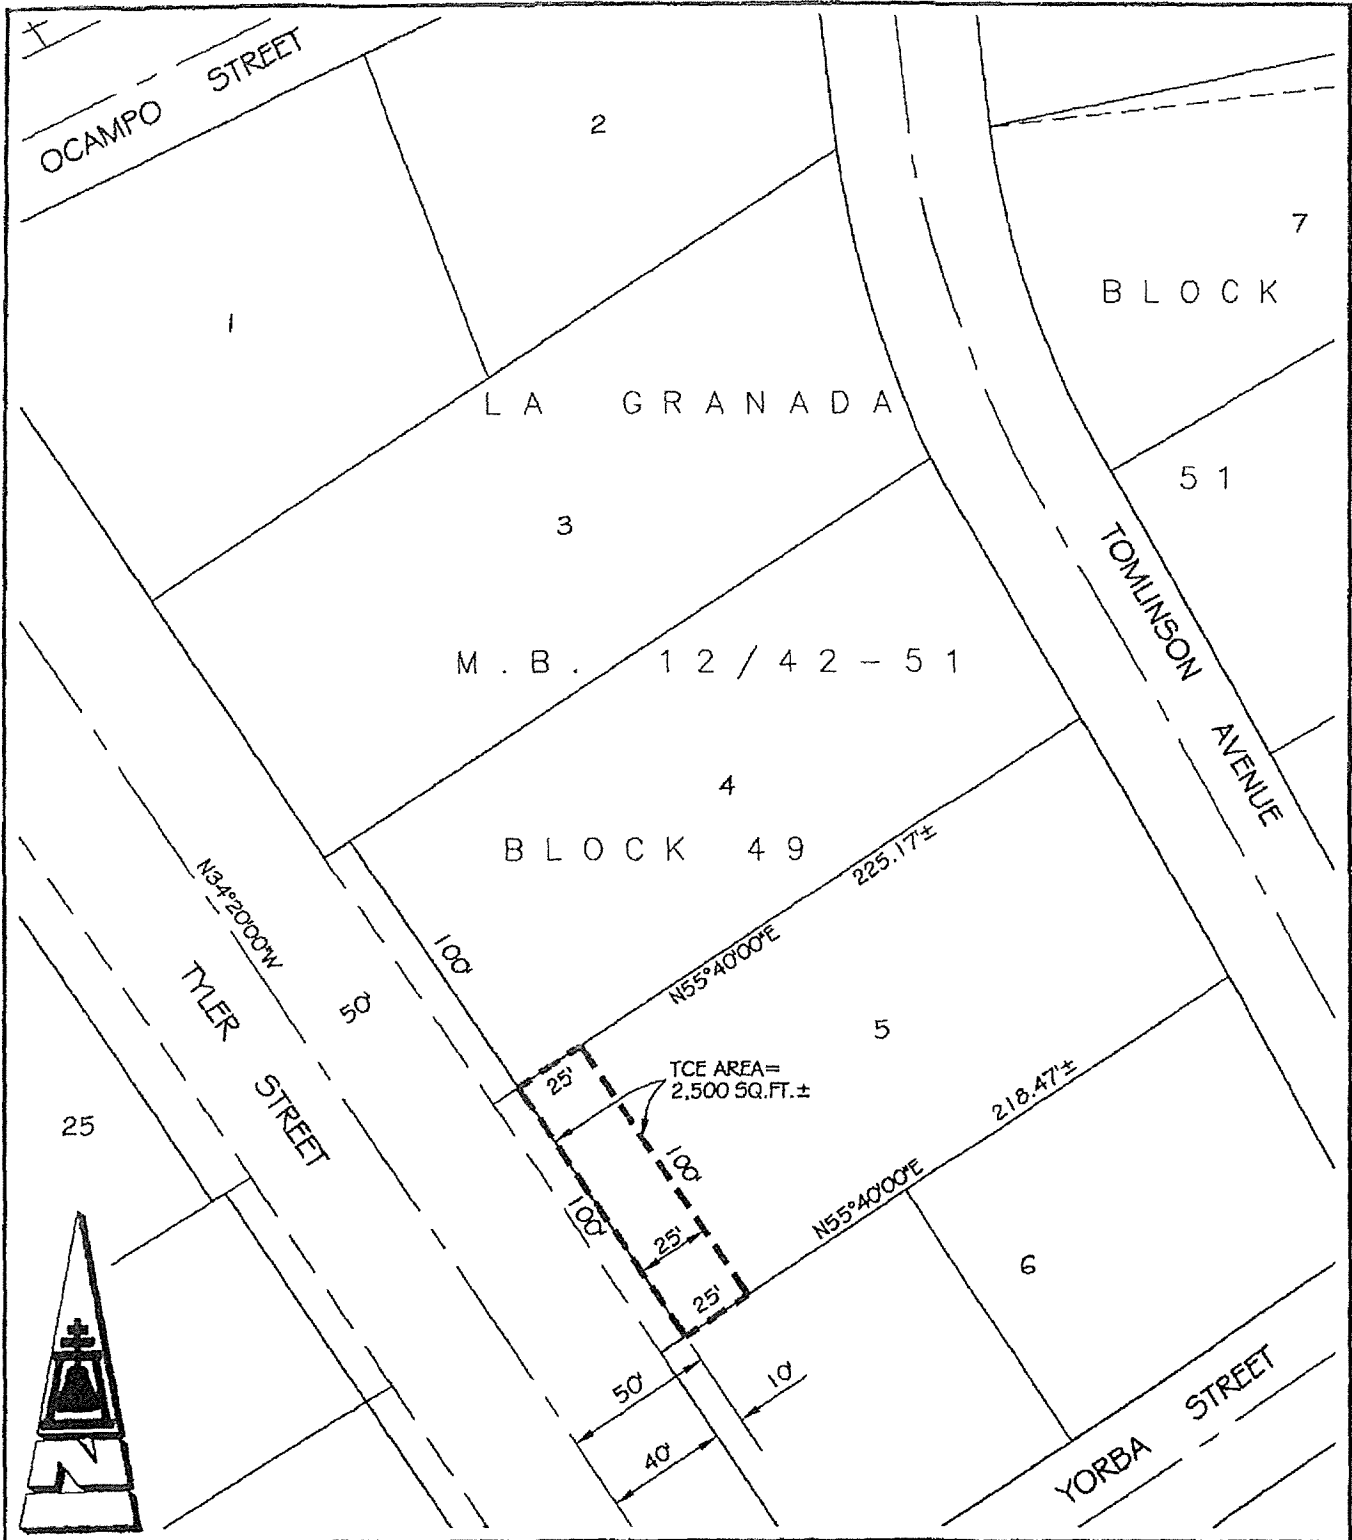 OCAMPO STREET
2
7
BLOCK
1
LA GRANADA
51
3
TOMLINSON AVENUE
M.B. 12/42-51
4
BLOCK 49
225.17'±
N34°20'00"W
100'
N55°40'00"E
TYLER STREET
50'
5
25'
TCE AREA=
2,500 SQ.FT.±
218.47'±
25
100'
100'
N55°40'00"E
25'
6
25'
50'
10'
40'
YORBA STREET
N